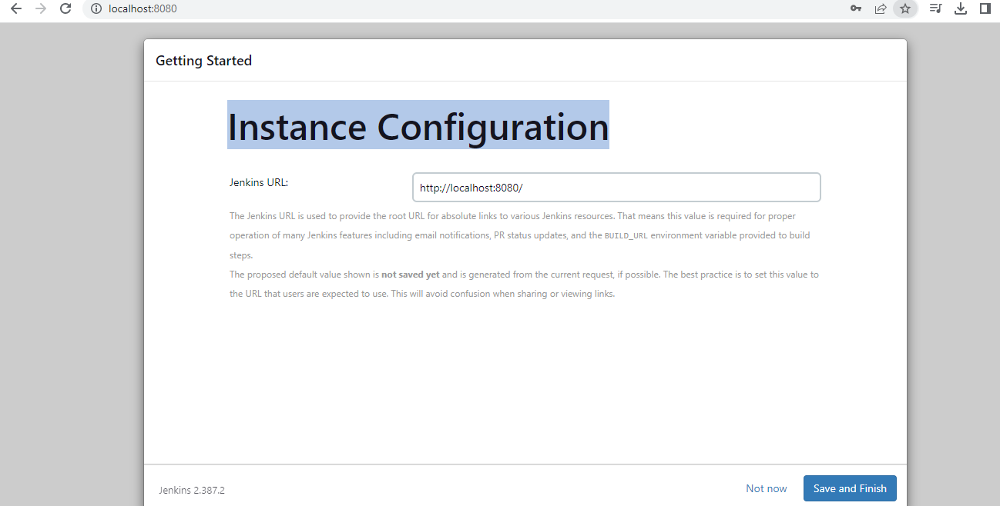 localhost:8080
Getting Started
Instance Configuration
Jenkins URL:
http://localhost:8080/
The Jenkins URL is used to provide the root URL for absolute links to various Jenkins resources. That means this value is required for proper
operation of many Jenkins features including email notifications, PR status updates, and the BUILD_URL environment variable provided to build
steps.
The proposed default value shown is not saved yet and is generated from the current request, if possible. The best practice is to set this value to
the URL that users are expected to use. This will avoid confusion when sharing or viewing links.
Jenkins 2.387.2
Not now
Save and Finish